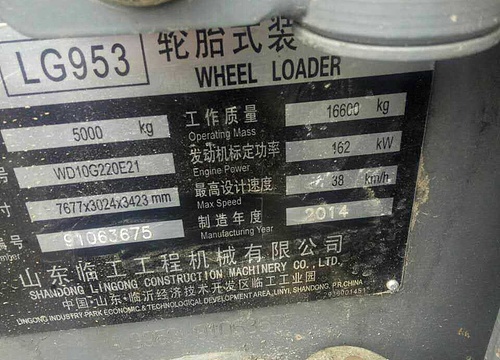 LG953
轮胎式装
WHEEL LOADER
5000 kg
工作质量
Operating Mass
16600 kg
号
WD10G220E21
发动机标定功率
Engine Power
162 kW
寸
7677x3024x3423 mm
最高设计速度
Max Speed
38 km/h
编号
91063675
制造年度
Manufacturing Year
2014
山东临工工程机械有限公司
SHANDONG LINGONG CONSTRUCTION MACHINERY CO., LTD.
中国·山东·临沂经济技术开发区临工工业园
LINGONG INDUSTRY PARK ECONOMIC & TECHNOLOGICAL DEVELOPMENT AREA, LINYI, SHANDONG, P.R.CHINA